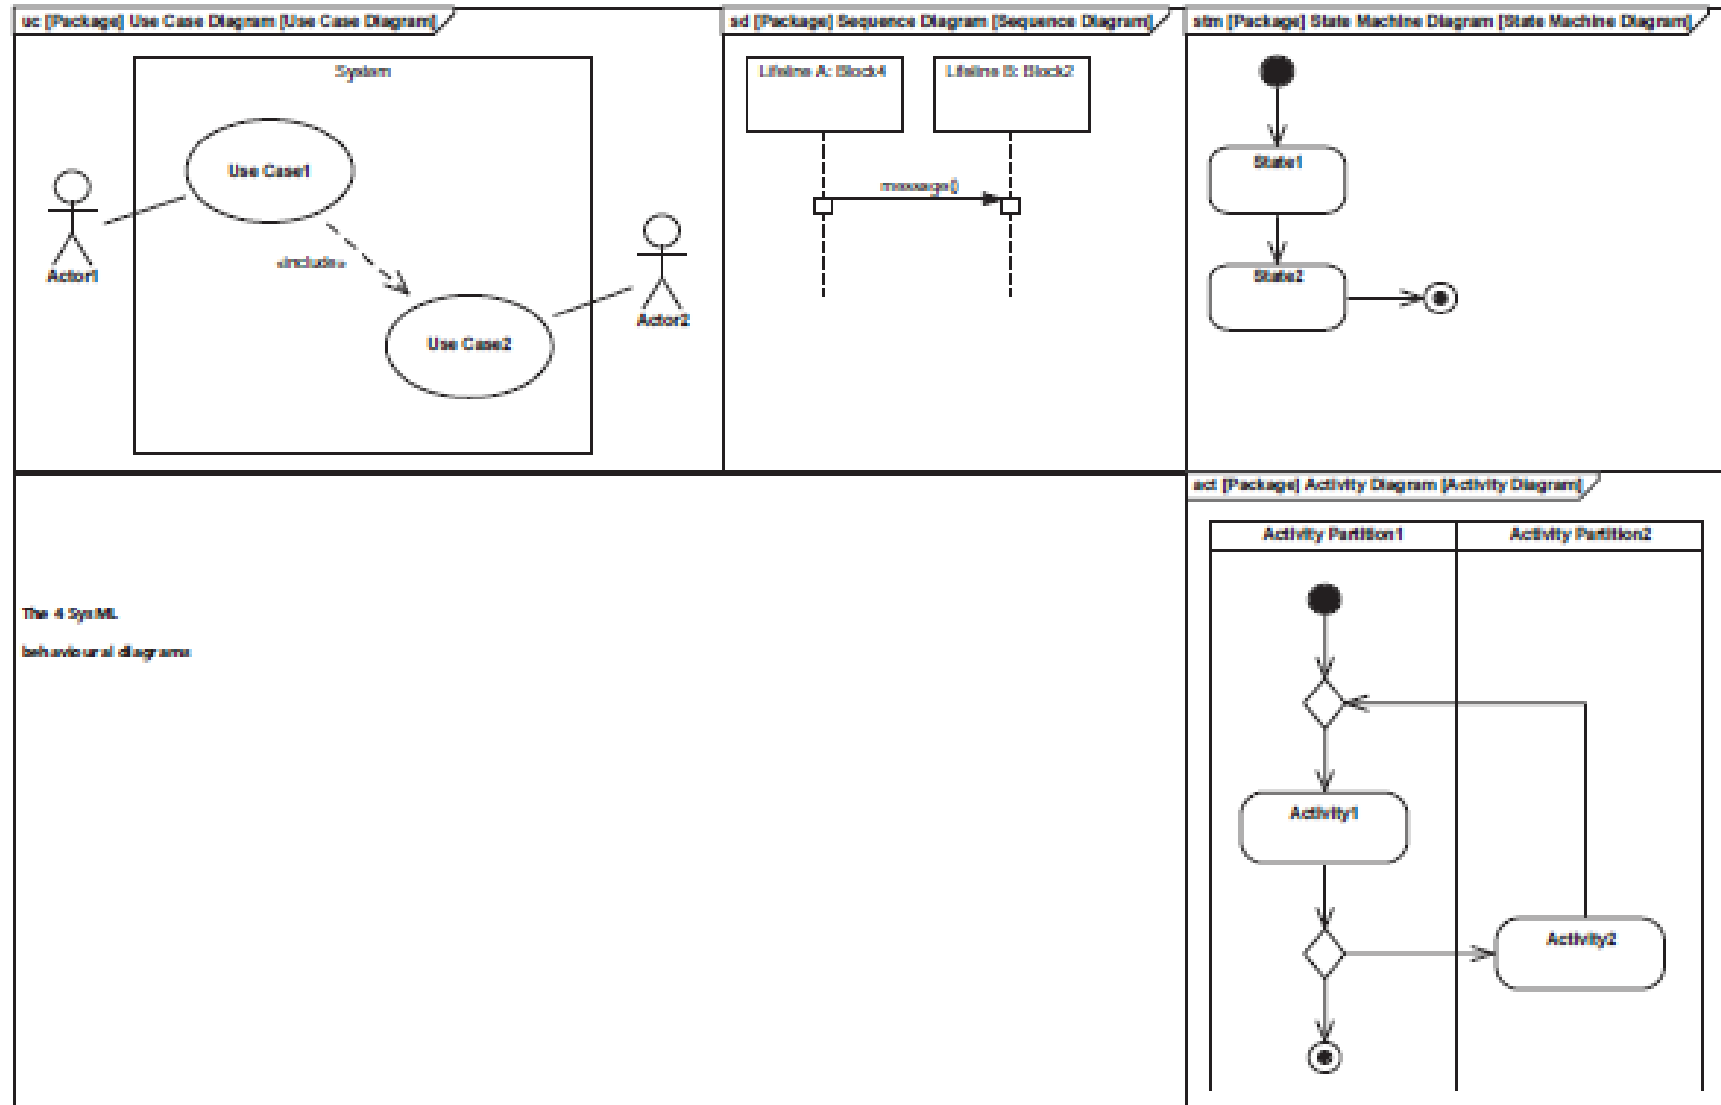 uc [Package] Use Case Diagram [Use Case Diagram]
System
Use Case1
Actor1
«include»
Use Case2
Actor2
sd [Package] Sequence Diagram [Sequence Diagram]
Lifeline A: Block4
Lifeline B: Block2
message()
stm [Package] State Machine Diagram [State Machine Diagram]
State1
State2
The 4 SysML
behavioural diagrams
act [Package] Activity Diagram [Activity Diagram]
Activity Partition1
Activity Partition2
Activity1
Activity2